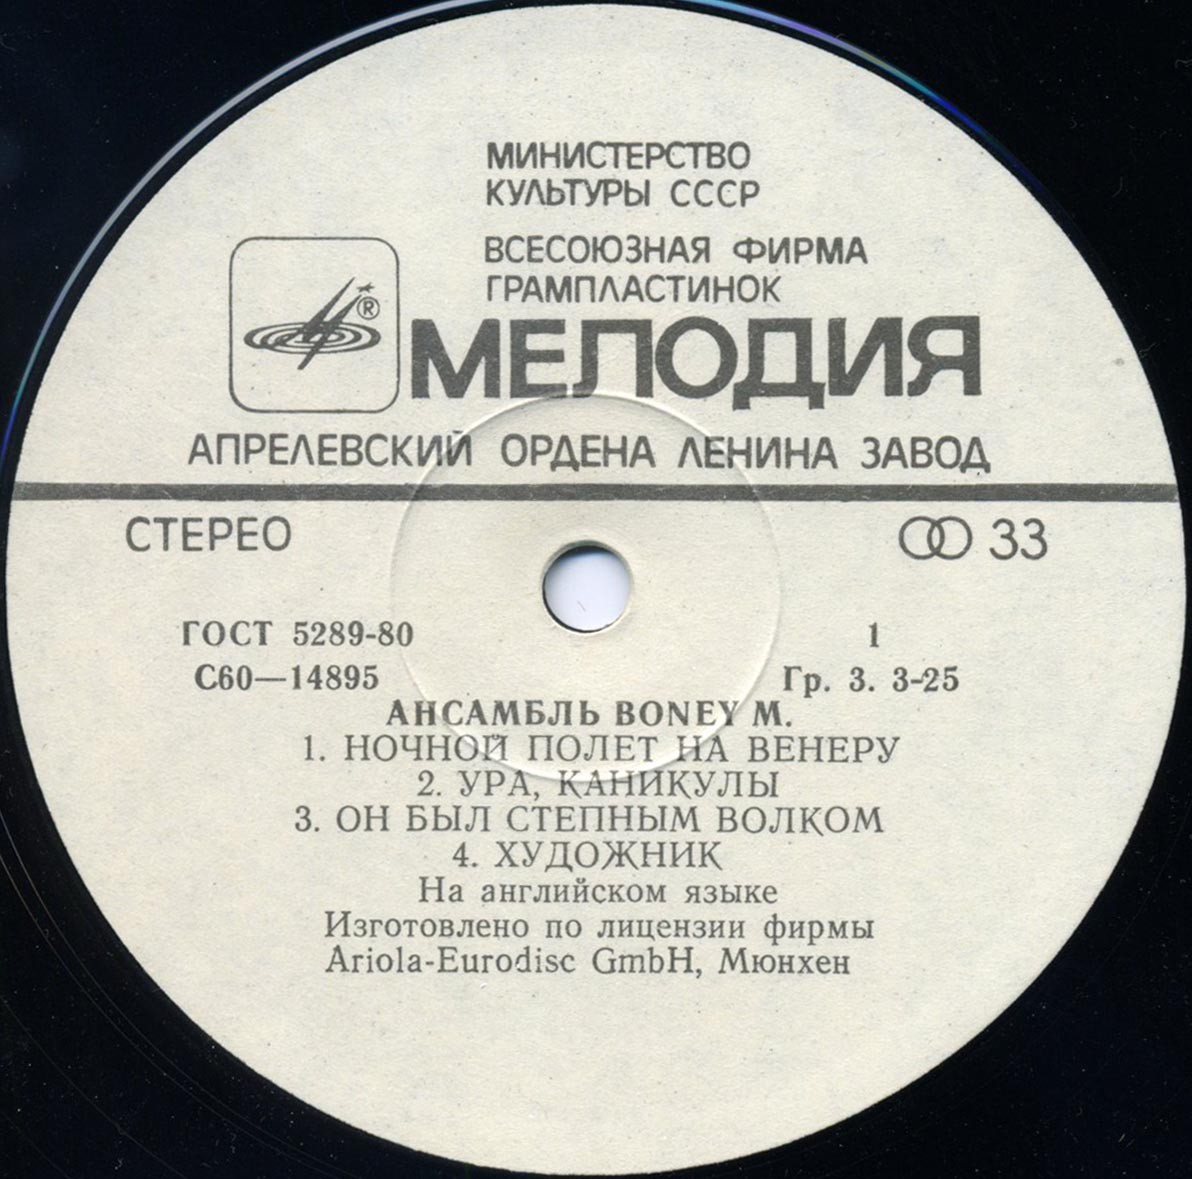 МИНИСТЕРСТВО
КУЛЬТУРЫ СССР
ВСЕСОЮЗНАЯ ФИРМА
ГРАМПЛАСТИНОК
®
МЕЛОДИЯ
АПРЕЛЕВСКИЙ ОРДЕНА ЛЕНИНА ЗАВОД
СТЕРЕО 33
ГОСТ 5289-80 1
С60—14895 Гр. 3. 3-25
АНСАМБЛЬ BONEY M.
1. НОЧНОЙ ПОЛЕТ НА ВЕНЕРУ
2. УРА, КАНИКУЛЫ
3. ОН БЫЛ СТЕПНЫМ ВОЛКОМ
4. ХУДОЖНИК
На английском языке
Изготовлено по лицензии фирмы
Ariola-Eurodisc GmbH, Мюнхен